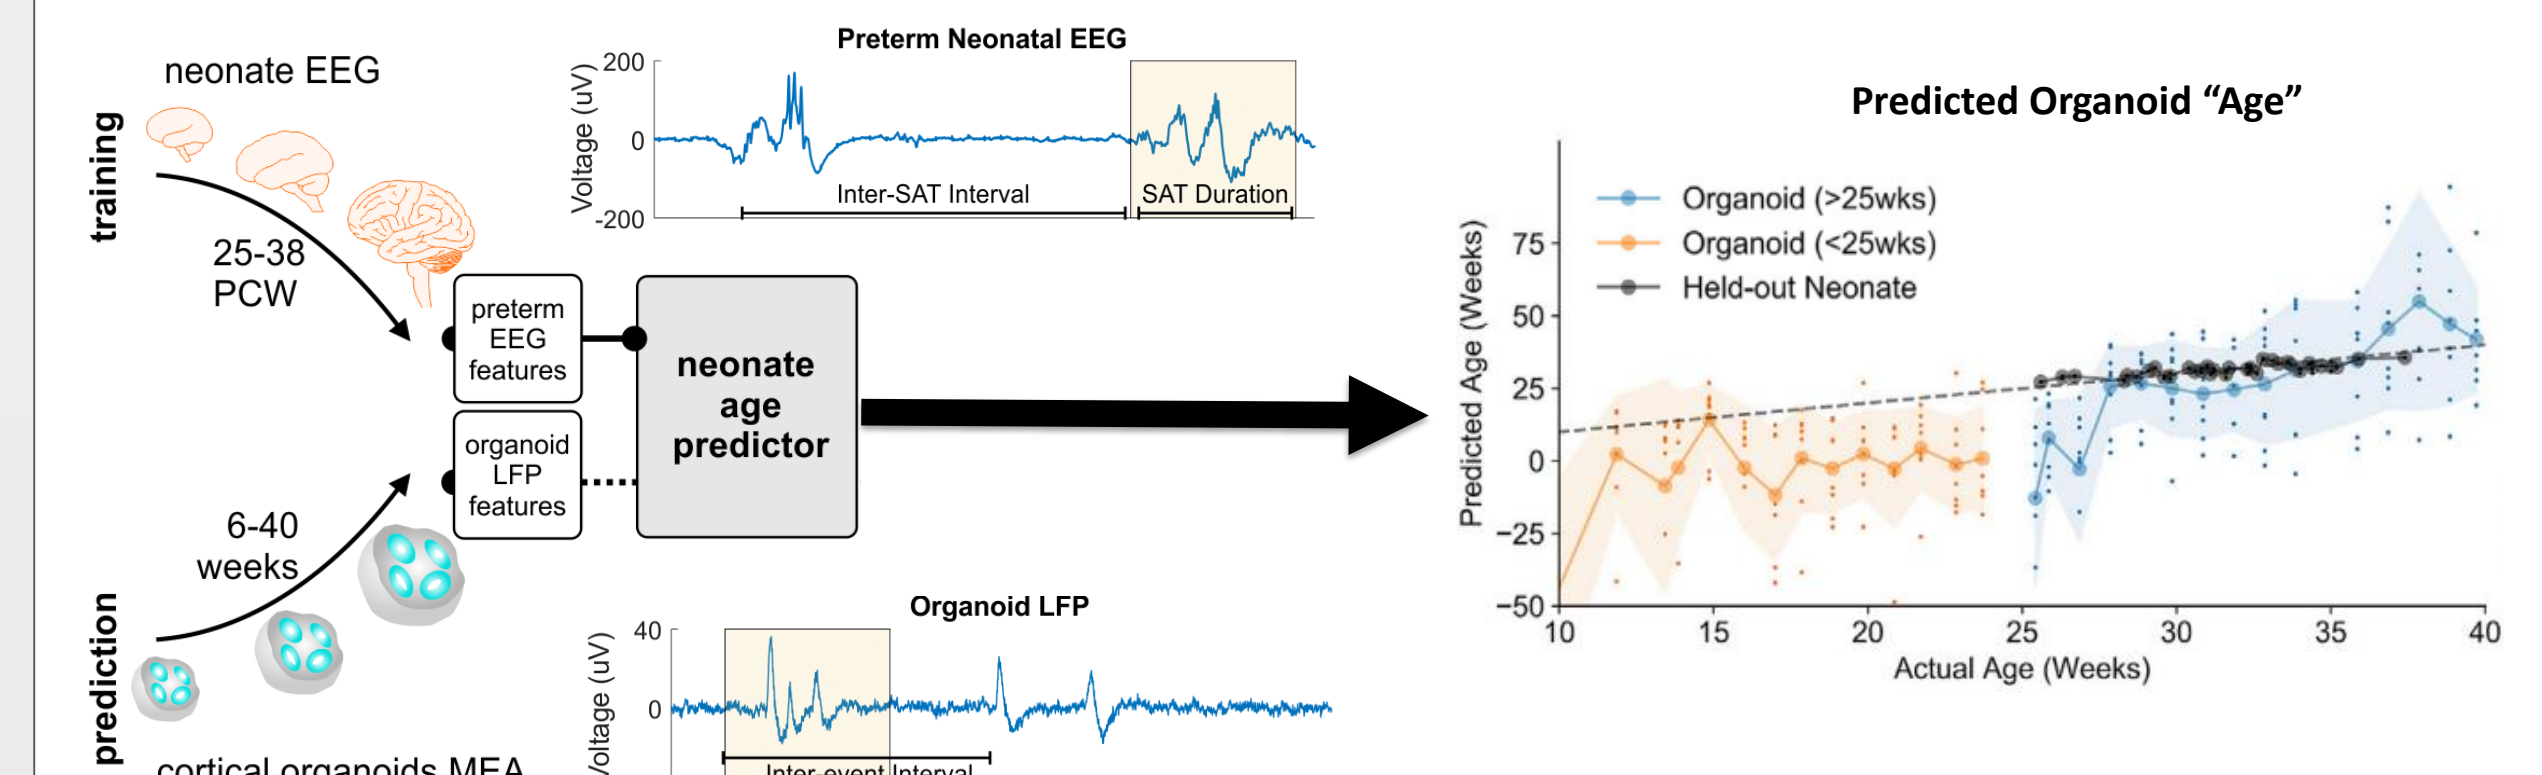 neonate EEG
training
25-38
PCW
Preterm Neonatal EEG
Voltage (uV)
200
0
-200
Inter-SAT Interval
SAT Duration
preterm
EEG
features
organoid
LFP
features
neonate
age
predictor
6-40
weeks
prediction
cortical organoids MEA
Organoid LFP
Voltage (uV)
40
0
Inter-event Interval
Predicted Organoid “Age”
Organoid (>25wks)
Organoid (<25wks)
Held-out Neonate
Predicted Age (Weeks)
75
50
25
0
−25
−50
10 15 20 25 30 35 40
Actual Age (Weeks)